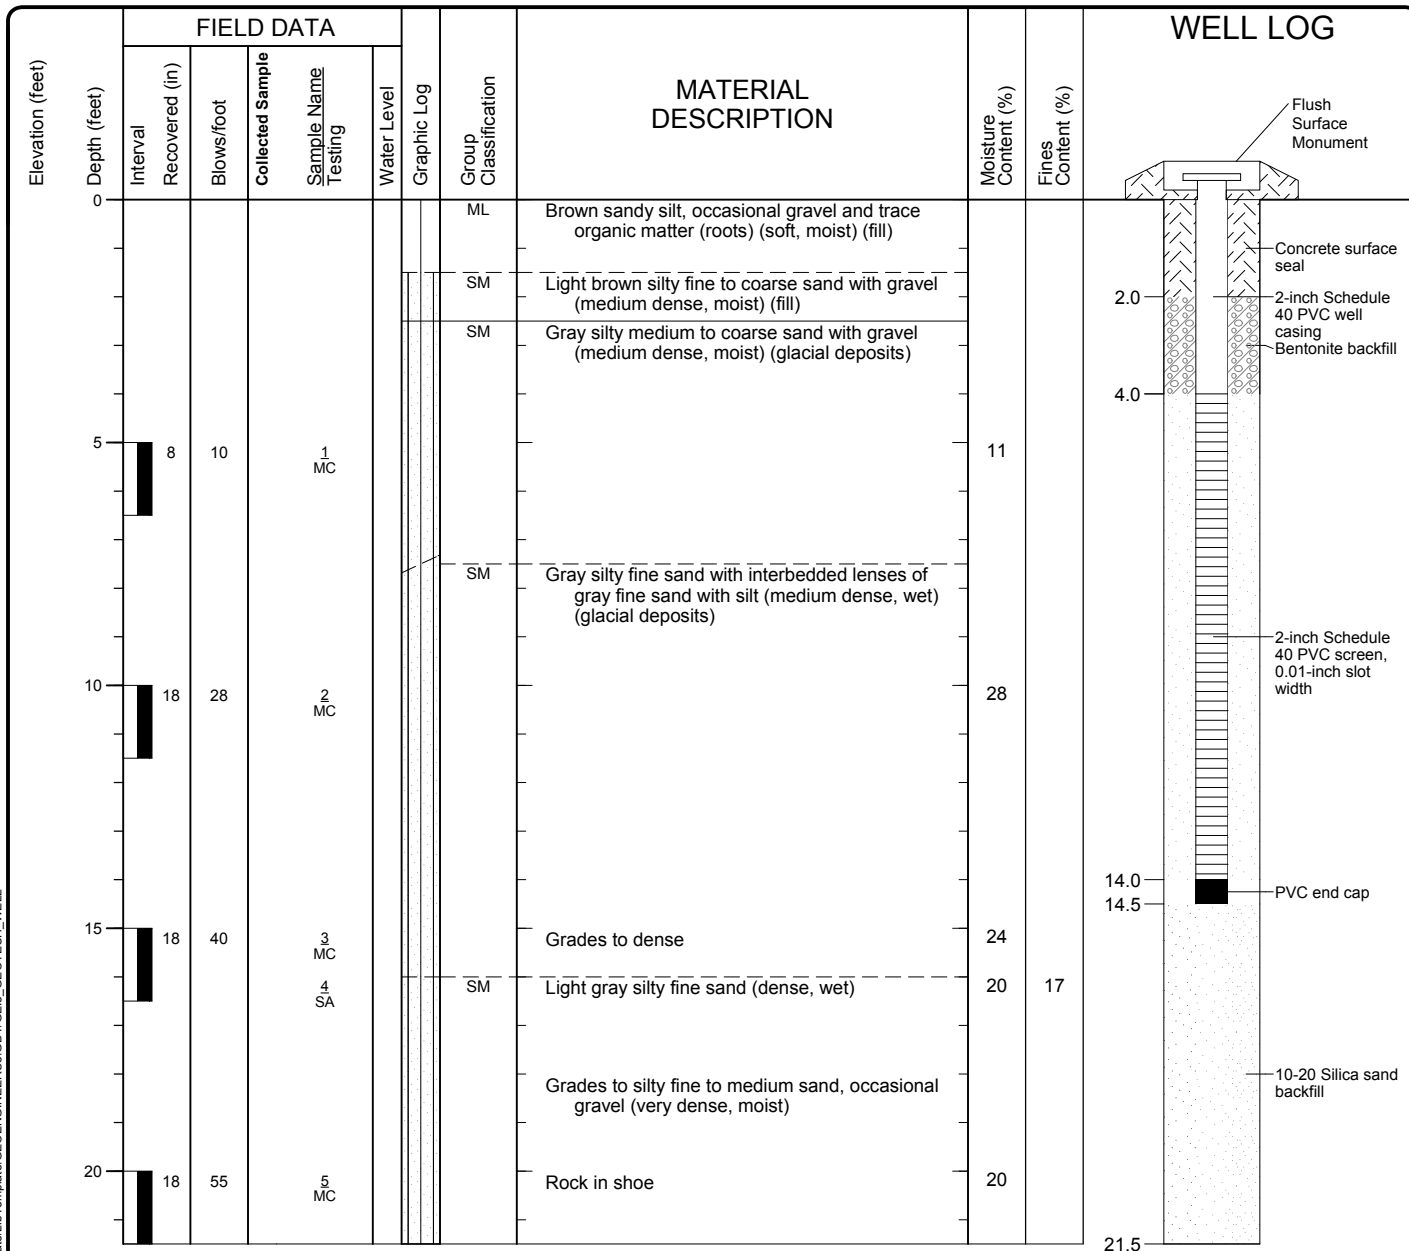 FIELD DATA
WELL LOG
Elevation (feet)
Depth (feet)
Interval
Recovered (in)
Blows/foot
Collected Sample
Sample Name
Testing
Water Level
Graphic Log
Group
Classification
MATERIAL
DESCRIPTION
Moisture
Content (%)
Fines
Content (%)
Flush
Surface
Monument
0
ML
Brown sandy silt, occasional gravel and trace
organic matter (roots) (soft, moist) (fill)
Concrete surface
seal
SM
Light brown silty fine to coarse sand with gravel
(medium dense, moist) (fill)
2.0
2-inch Schedule
40 PVC well
casing
SM
Gray silty medium to coarse sand with gravel
(medium dense, moist) (glacial deposits)
Bentonite backfill
4.0
5
8
10
1
MC
11
SM
Gray silty fine sand with interbedded lenses of
gray fine sand with silt (medium dense, wet)
(glacial deposits)
2-inch Schedule
40 PVC screen,
0.01-inch slot
width
10
18
28
2
MC
28
14.0
14.5
PVC end cap
15
18
40
3
MC
Grades to dense
24
4
SA
SM
Light gray silty fine sand (dense, wet)
20
17
Grades to silty fine to medium sand, occasional
gravel (very dense, moist)
10-20 Silica sand
backfill
20
18
55
5
MC
Rock in shoe
20
21.5